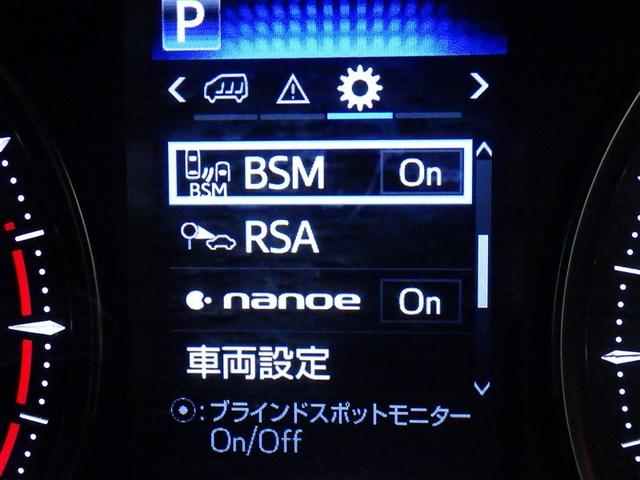 P
BSM
BSM On
RSA
nanoe On
車両設定
:ブラインドスポットモニター
On/Off